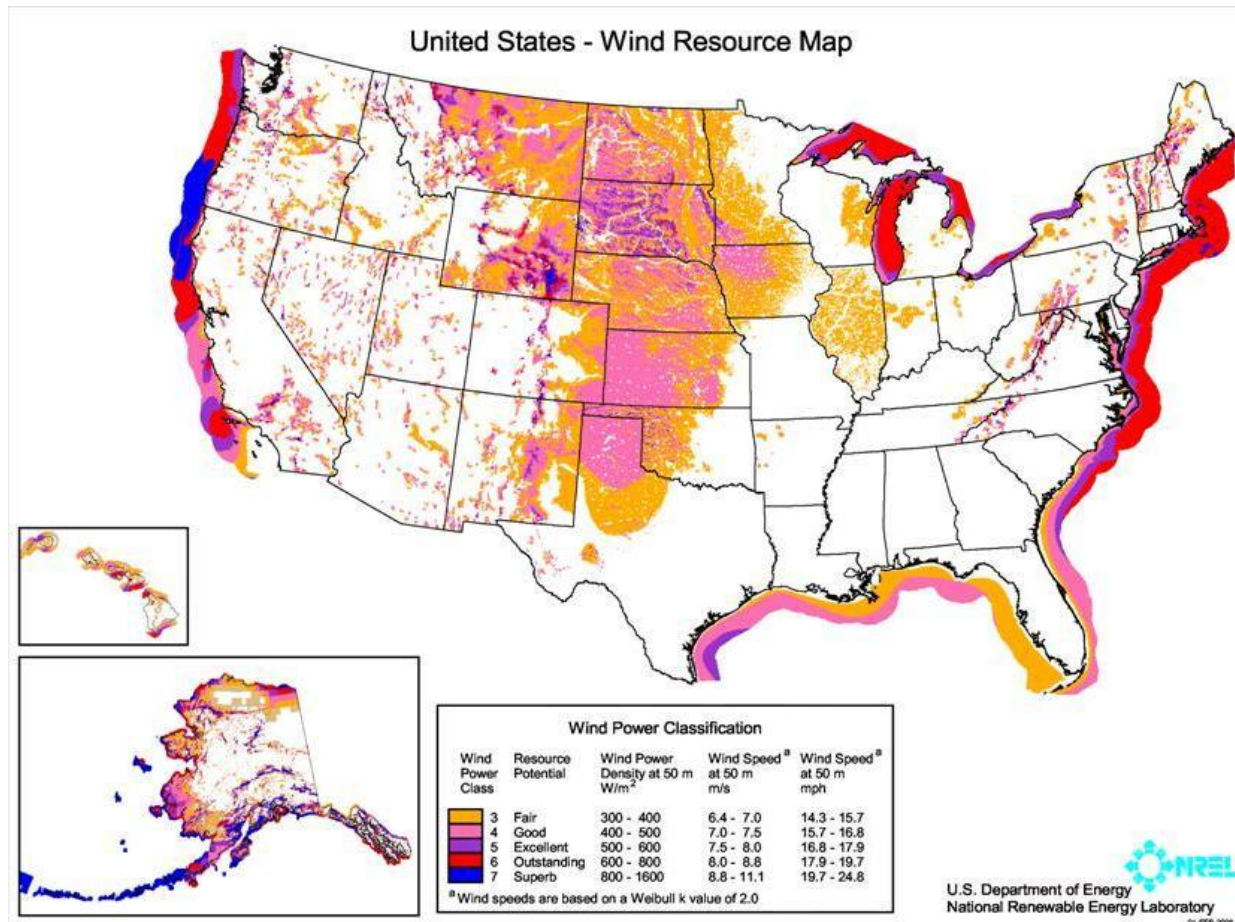 United States - Wind Resource Map
Wind Power Classification
Wind Power Class Resource Potential Wind Power Density at 50 m W/m² Wind Speed a at 50 m m/s Wind Speed a at 50 m mph
3 Fair 300 - 400 6.4 - 7.0 14.3 - 15.7
4 Good 400 - 500 7.0 - 7.5 15.7 - 16.8
5 Excellent 500 - 600 7.5 - 8.0 16.8 - 17.9
6 Outstanding 600 - 800 8.0 - 8.8 17.9 - 19.7
7 Superb 800 - 1600 8.8 - 11.1 19.7 - 24.8
a Wind speeds are based on a Weibull k value of 2.0
NREL
U.S. Department of Energy
National Renewable Energy Laboratory